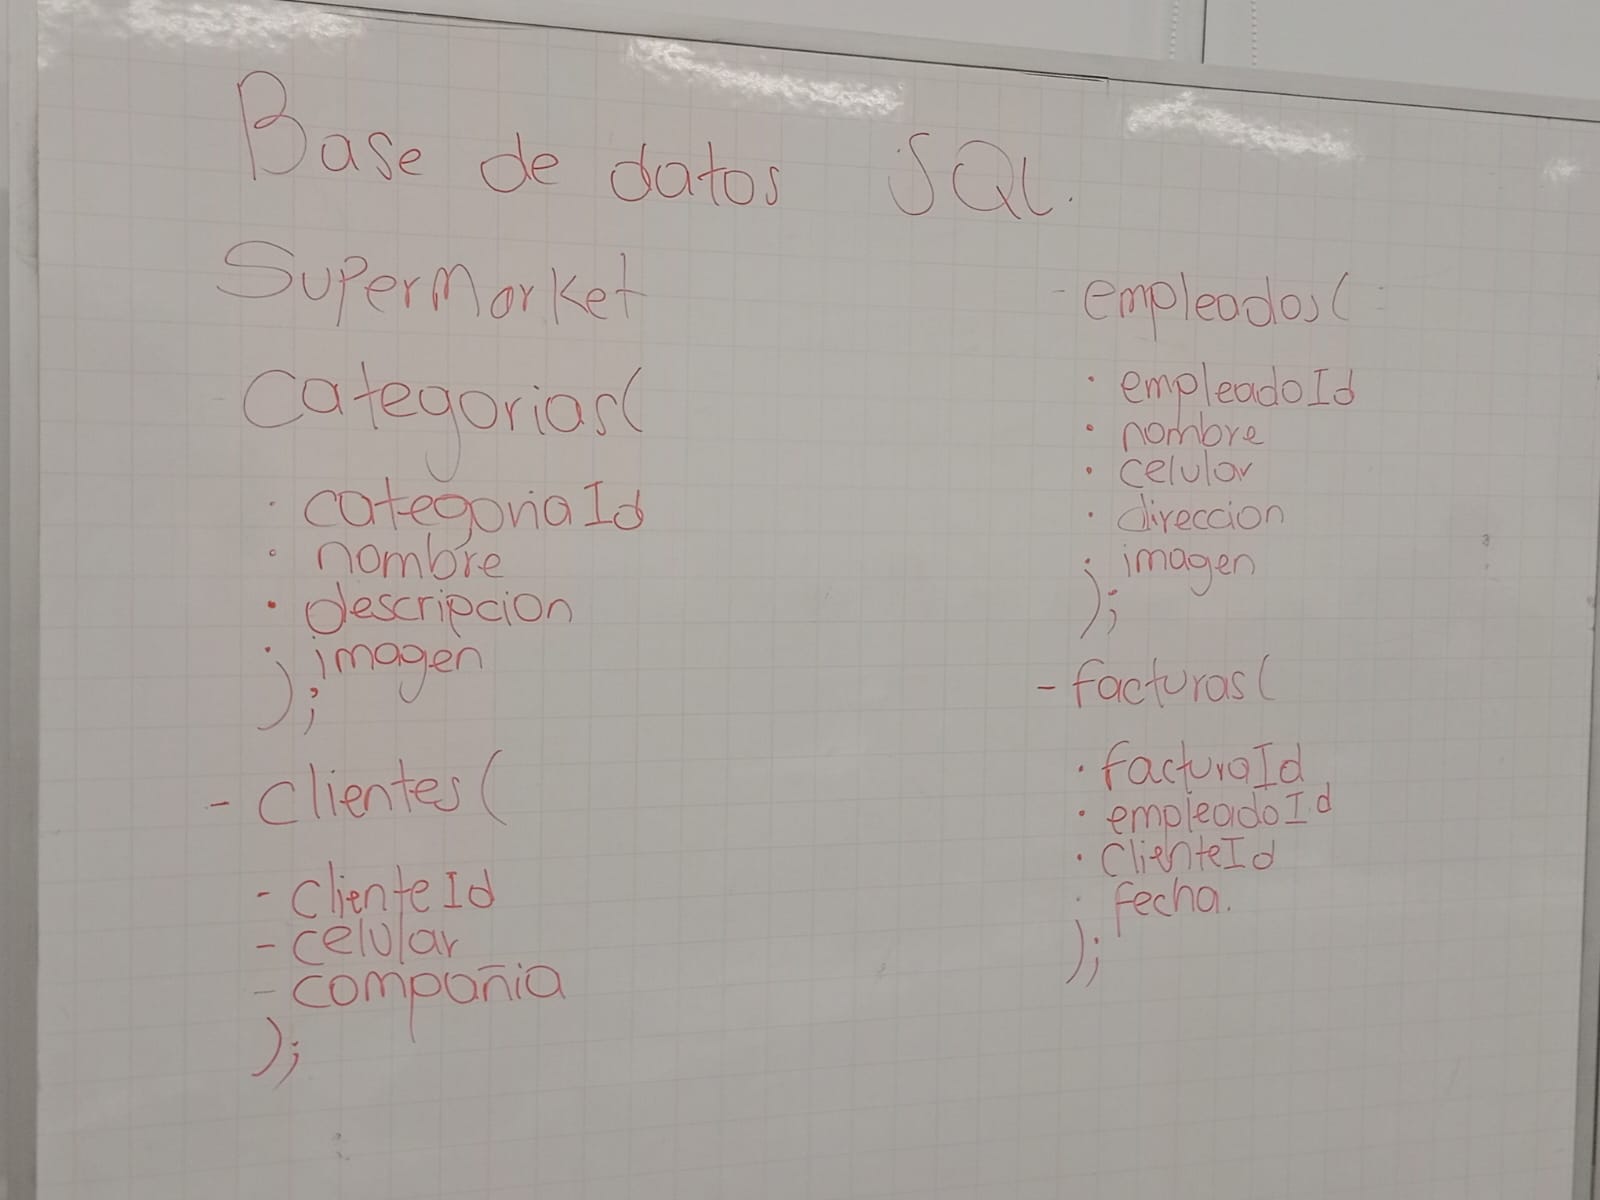 Base de datos SQL.
SuperMarket
categorias(
· categoriaId
· nombre
· descripcion
· imagen
);
- clientes(
- clienteId
- celular
- compañia
);
- empleados(
· empleadoId
· nombre
· celular
· direccion
· imagen
);
- facturas(
· facturaId
· empleadoId
· clienteId
· fecha.
);